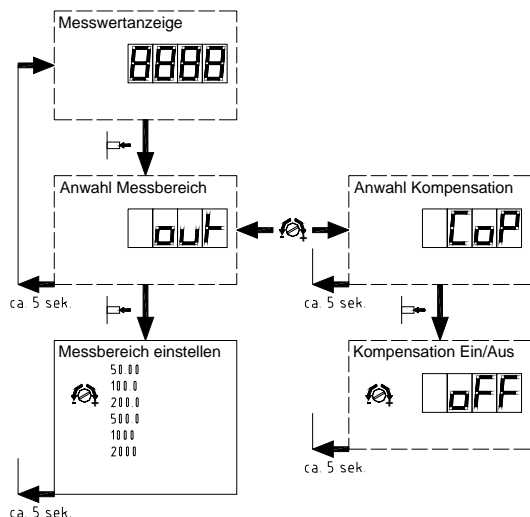 Messwertanzeige
8888
Anwahl Messbereich
out
ca. 5 sek.
Anwahl Kompensation
CoP
ca. 5 sek.
Messbereich einstellen
- +
50.00
100.0
200.0
500.0
1000
2000
ca. 5 sek.
Kompensation Ein/Aus
- +
oFF
ca. 5 sek.
- +